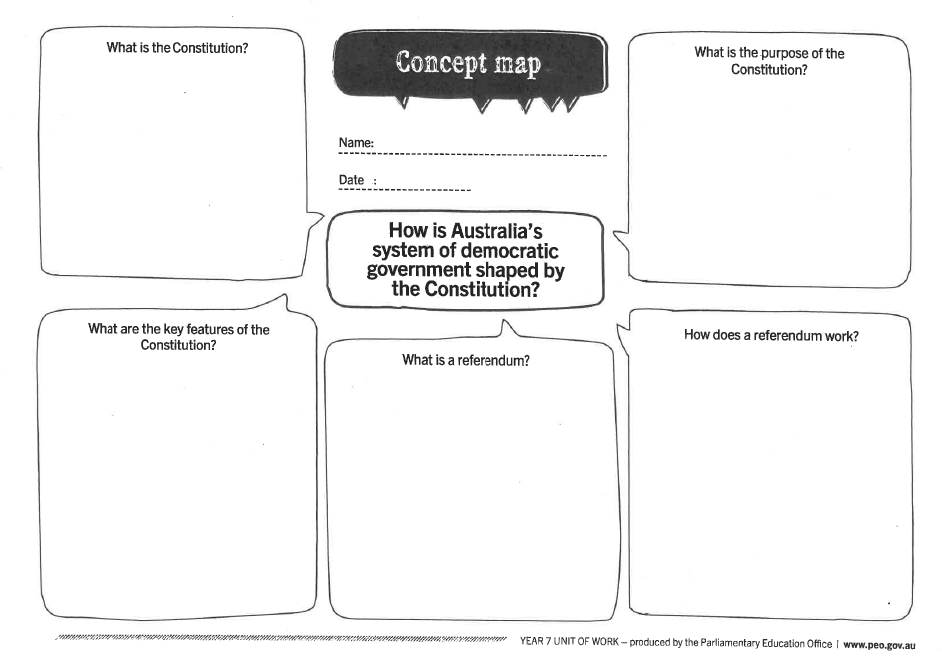 What is the Constitution?
Concept map
Name:
Date :
What is the purpose of the
Constitution?
How is Australia's
system of democratic
government shaped by
the Constitution?
What are the key features of the
Constitution?
What is a referendum?
How does a referendum work?
YEAR 7 UNIT OF WORK – produced by the Parliamentary Education Office | www.peo.gov.au